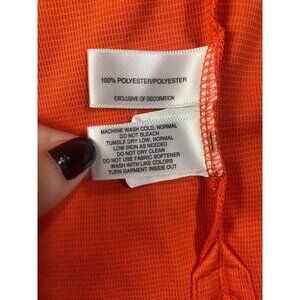 100% POLYESTER/POLYESTER
EXCLUSIVE OF DECORATION
MACHINE WASH COLD, NORMAL
DO NOT BLEACH
TUMBLE DRY LOW, NORMAL
LOW IRON AS NEEDED
DO NOT DRY CLEAN
DO NOT USE FABRIC SOFTENER
WASH WITH LIKE COLORS
TURN GARMENT INSIDE OUT